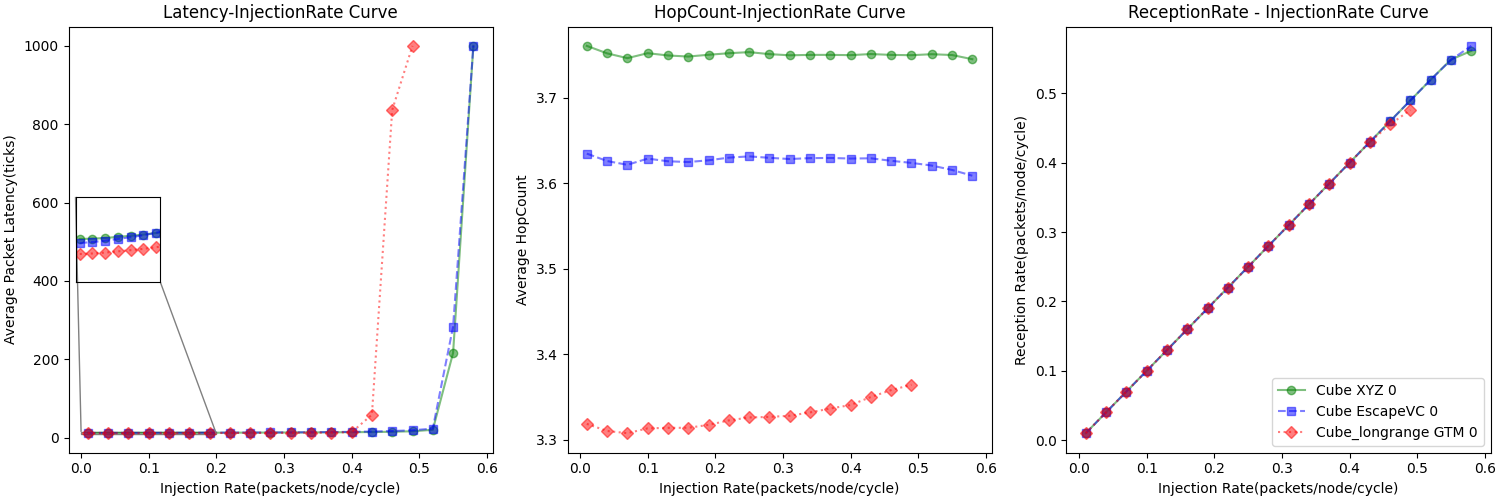 Latency-InjectionRate Curve
Average Packet Latency(ticks)
1000
800
600
400
200
0
0.0 0.1 0.2 0.3 0.4 0.5 0.6
Injection Rate(packets/node/cycle)
HopCount-InjectionRate Curve
Average HopCount
3.7
3.6
3.5
3.4
3.3
0.0 0.1 0.2 0.3 0.4 0.5 0.6
Injection Rate(packets/node/cycle)
ReceptionRate - InjectionRate Curve
Reception Rate(packets/node/cycle)
0.5
0.4
0.3
0.2
0.1
0.0
Cube XYZ 0
Cube EscapeVC 0
Cube_longrange GTM 0
0.0 0.1 0.2 0.3 0.4 0.5 0.6
Injection Rate(packets/node/cycle)